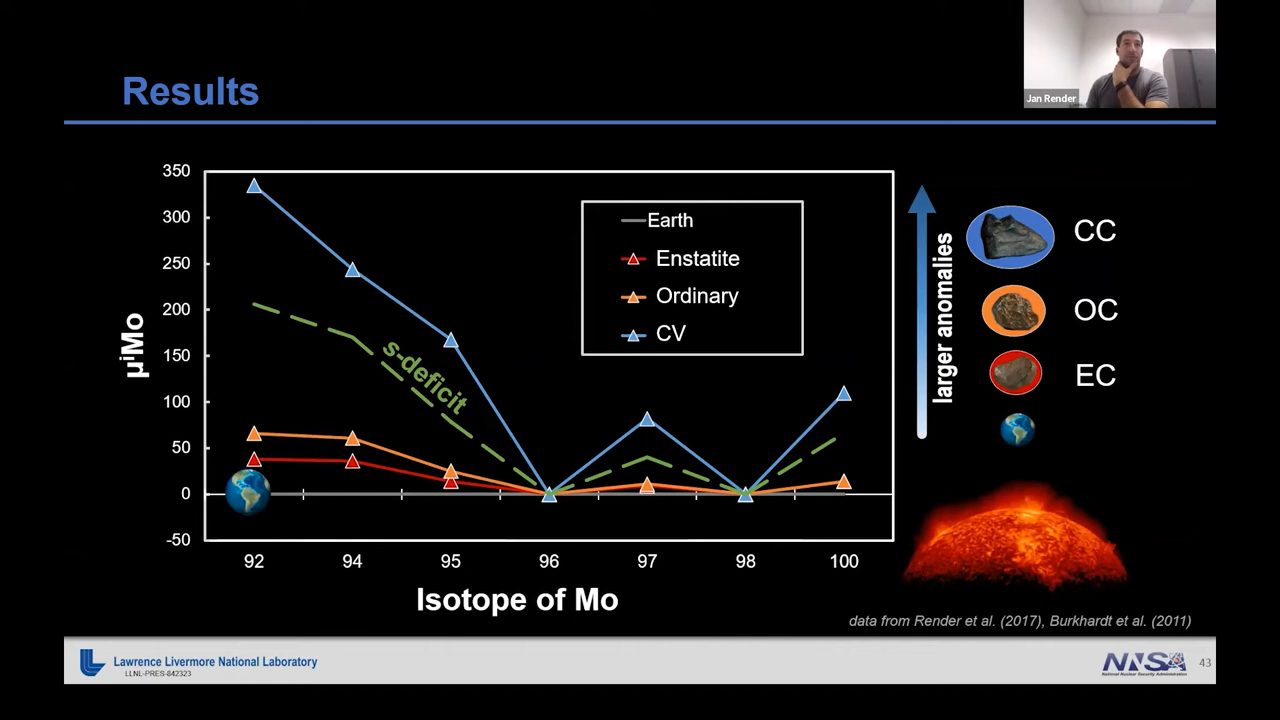 Results
Jan Render
350
300
250
200
150
100
50
0
-50
μⁱMo
Earth
Enstatite
Ordinary
CV
s-deficit
92 94 95 96 97 98 100
Isotope of Mo
larger anomalies
CC
OC
EC
data from Render et al. (2017), Burkhardt et al. (2011)
Lawrence Livermore National Laboratory
LLNL-PRES-842323
NNSA
National Nuclear Security Administration
43